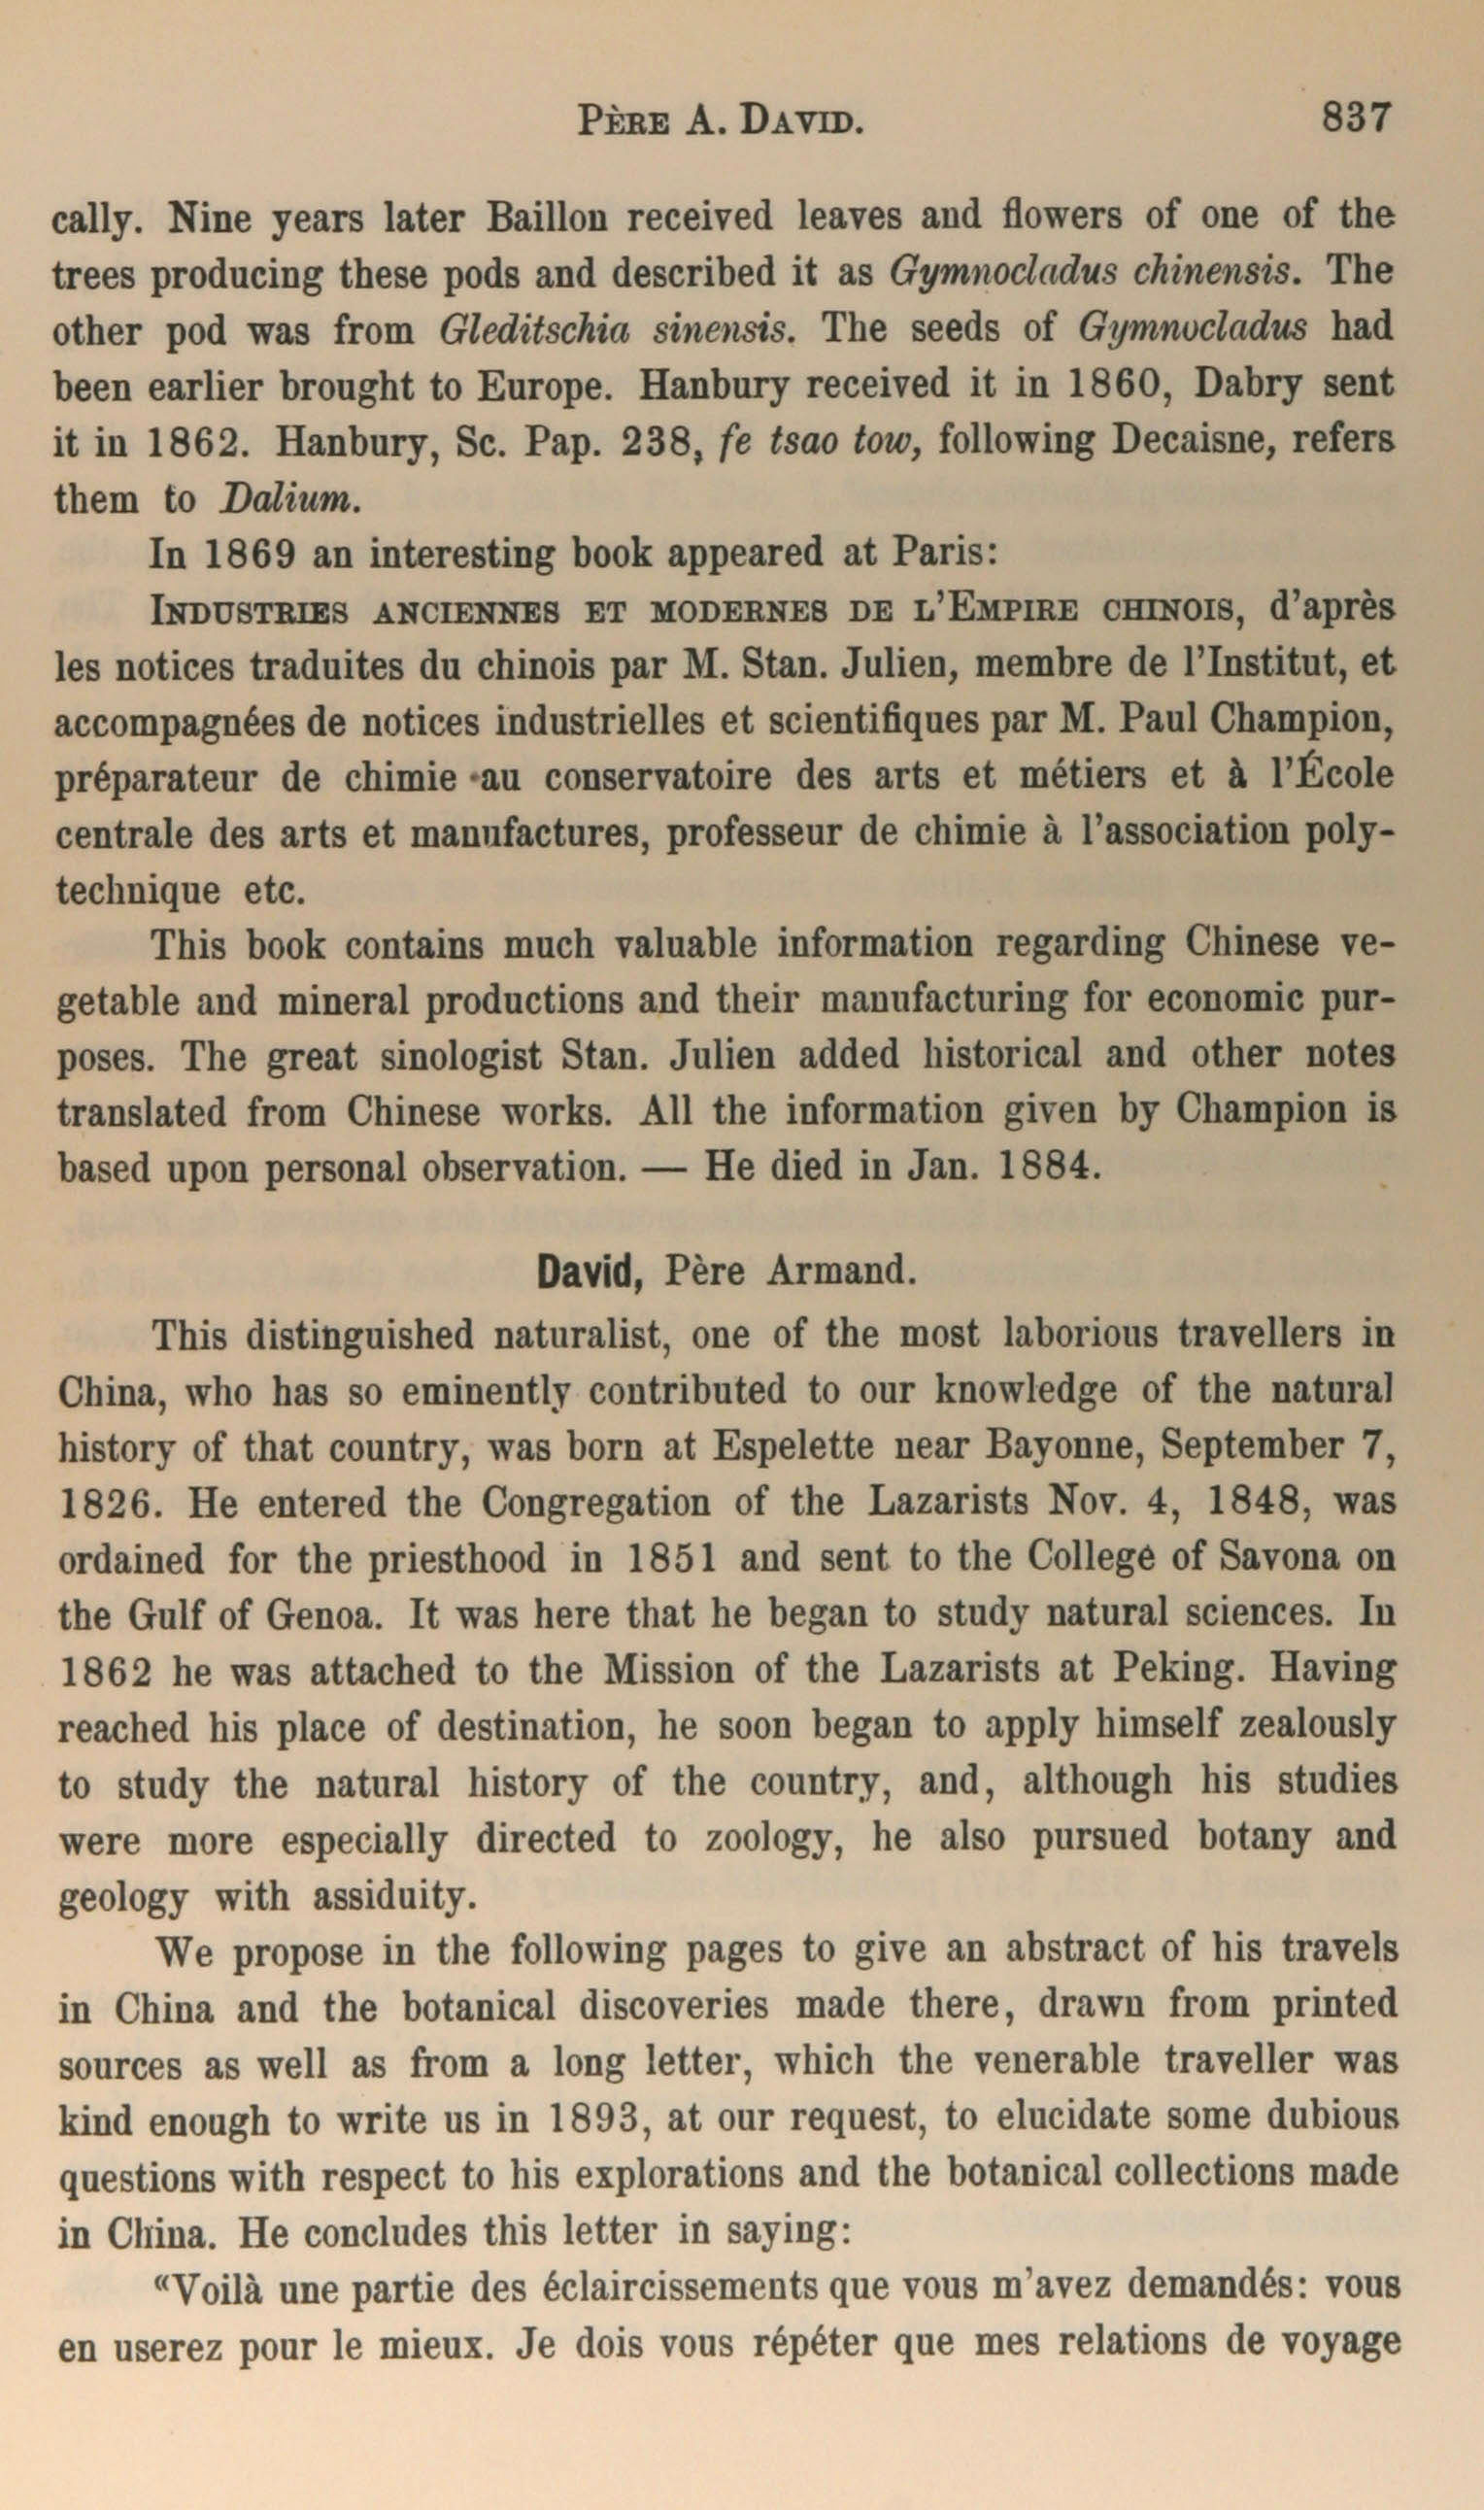 PÈRE A. DAVID. 837
cally. Nine years later Baillon received leaves and flowers of one of the
trees producing these pods and described it as Gymnocladus chinensis. The
other pod was from Gleditschia sinensis. The seeds of Gymnocladus had
been earlier brought to Europe. Hanbury received it in 1860, Dabry sent
it in 1862. Hanbury, Sc. Pap. 238, fe tsao tow, following Decaisne, refers
them to Dalium.
In 1869 an interesting book appeared at Paris:
INDUSTRIES ANCIENNES ET MODERNES DE L'EMPIRE CHINOIS, d'après
les notices traduites du chinois par M. Stan. Julien, membre de l'Institut, et
accompagnées de notices industrielles et scientifiques par M. Paul Champion,
préparateur de chimie au conservatoire des arts et métiers et à l'École
centrale des arts et manufactures, professeur de chimie à l'association poly-
technique etc.
This book contains much valuable information regarding Chinese ve-
getable and mineral productions and their manufacturing for economic pur-
poses. The great sinologist Stan. Julien added historical and other notes
translated from Chinese works. All the information given by Champion is
based upon personal observation. — He died in Jan. 1884.
David, Père Armand.
This distinguished naturalist, one of the most laborious travellers in
China, who has so eminently contributed to our knowledge of the natural
history of that country, was born at Espelette near Bayonne, September 7,
1826. He entered the Congregation of the Lazarists Nov. 4, 1848, was
ordained for the priesthood in 1851 and sent to the College of Savona on
the Gulf of Genoa. It was here that he began to study natural sciences. In
1862 he was attached to the Mission of the Lazarists at Peking. Having
reached his place of destination, he soon began to apply himself zealously
to study the natural history of the country, and, although his studies
were more especially directed to zoology, he also pursued botany and
geology with assiduity.
We propose in the following pages to give an abstract of his travels
in China and the botanical discoveries made there, drawn from printed
sources as well as from a long letter, which the venerable traveller was
kind enough to write us in 1893, at our request, to elucidate some dubious
questions with respect to his explorations and the botanical collections made
in China. He concludes this letter in saying:
«Voilà une partie des éclaircissements que vous m'avez demandés: vous
en userez pour le mieux. Je dois vous répéter que mes relations de voyage